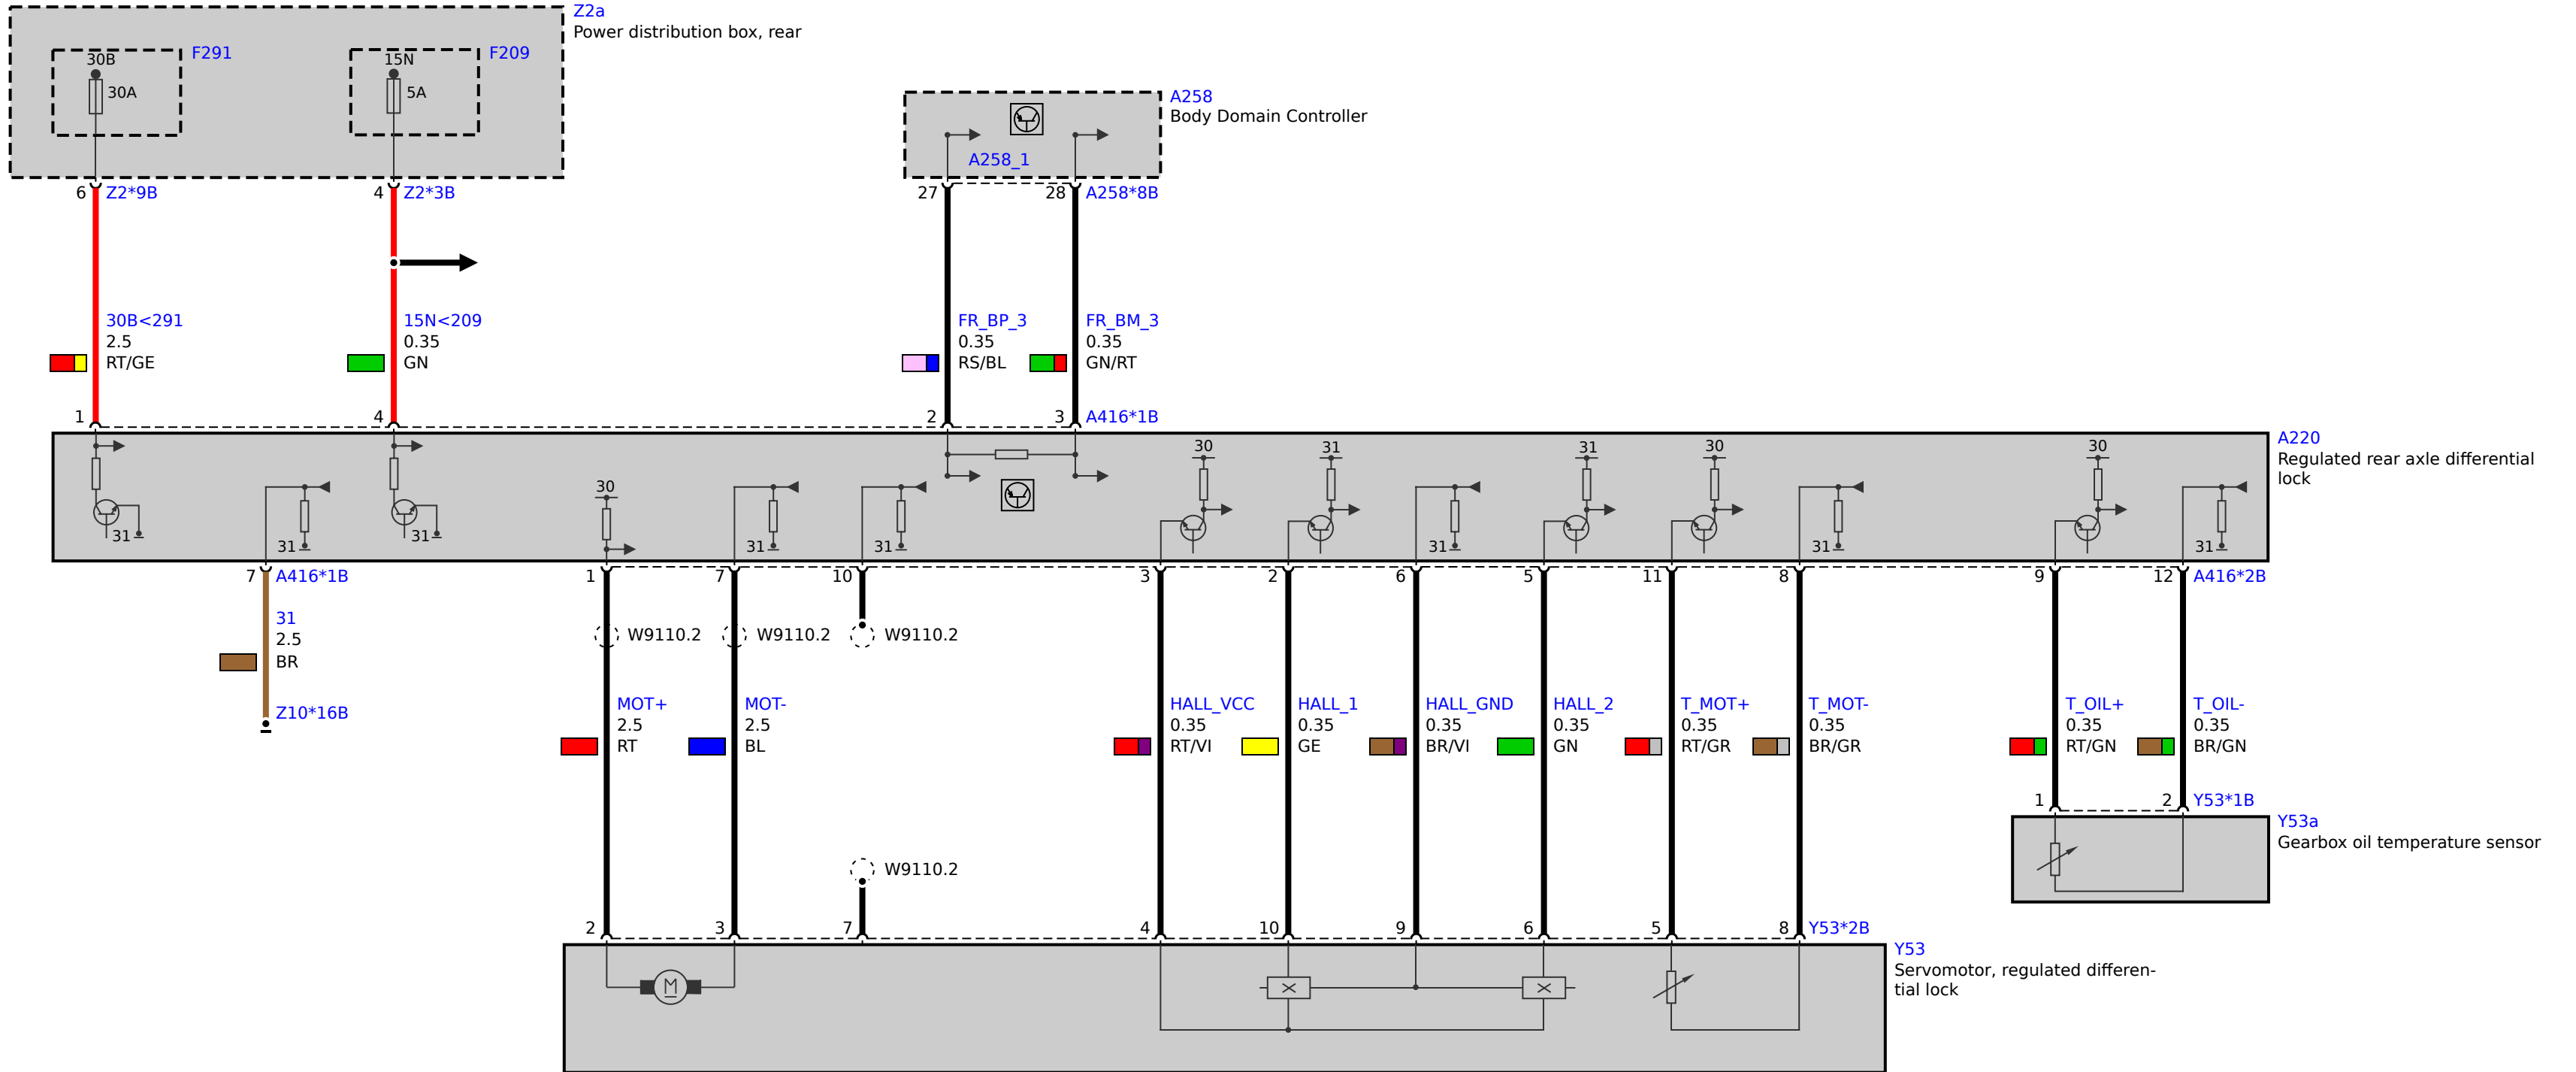 Z2a
Power distribution box, rear
30B
F291
15N
F209
30A
5A
A258
Body Domain Controller
A258_1
6
Z2*9B
4
Z2*3B
27
28
A258*8B
30B<291
2.5
RT/GE
15N<209
0.35
GN
FR_BP_3
0.35
RS/BL
FR_BM_3
0.35
GN/RT
1
4
2
3
A416*1B
A220
Regulated rear axle differential
lock
30
31
31
30
30
30
31
31
31
31
31
31
31
31
7
A416*1B
1
7
10
3
2
6
5
11
8
9
12
A416*2B
31
2.5
BR
Z10*16B
W9110.2
W9110.2
W9110.2
MOT+
2.5
RT
MOT-
2.5
BL
HALL_VCC
0.35
RT/VI
HALL_1
0.35
GE
HALL_GND
0.35
BR/VI
HALL_2
0.35
GN
T_MOT+
0.35
RT/GR
T_MOT-
0.35
BR/GR
T_OIL+
0.35
RT/GN
T_OIL-
0.35
BR/GN
1
2
Y53*1B
Y53a
Gearbox oil temperature sensor
W9110.2
2
3
7
4
10
9
6
5
8
Y53*2B
Y53
Servomotor, regulated differen-
tial lock
M